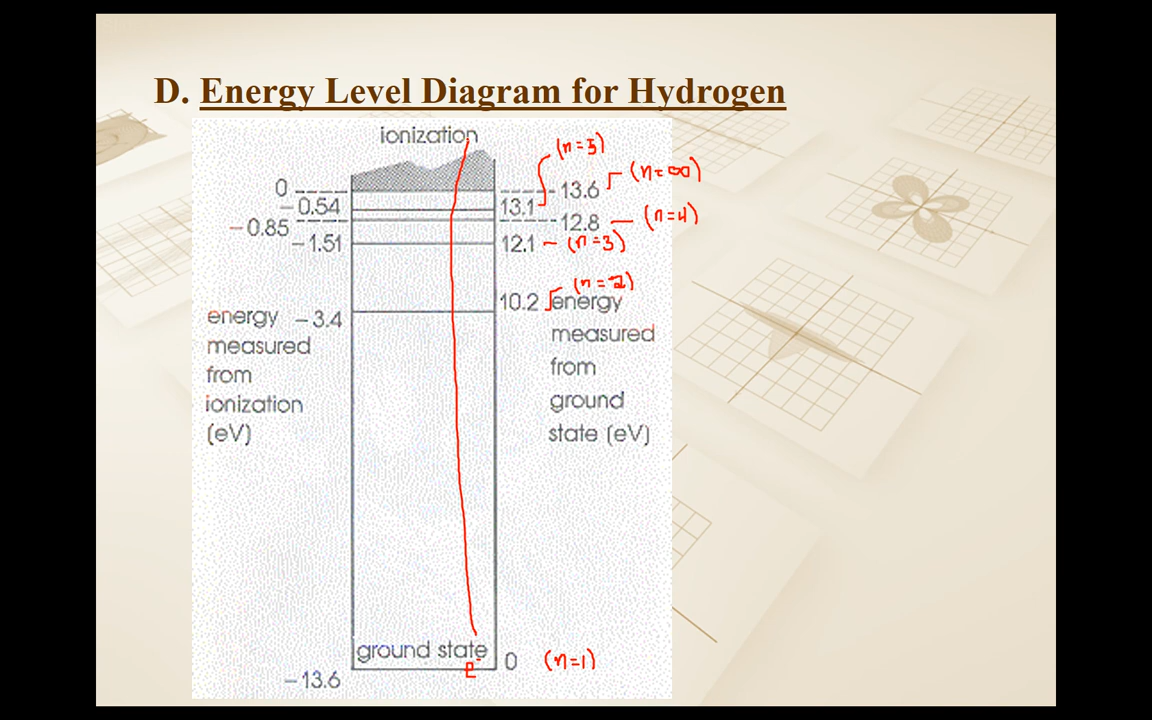 D. Energy Level Diagram for Hydrogen
ionization
(n=5)
(n=∞)
0
13.6
-0.54
13.1
(n=4)
-0.85
12.8
-1.51
12.1
(n=3)
(n=2)
10.2
energy
energy
-3.4
measured
measured
from
from
ionization
ground
(eV)
state (eV)
ground state
0
(n=1)
e⁻
-13.6